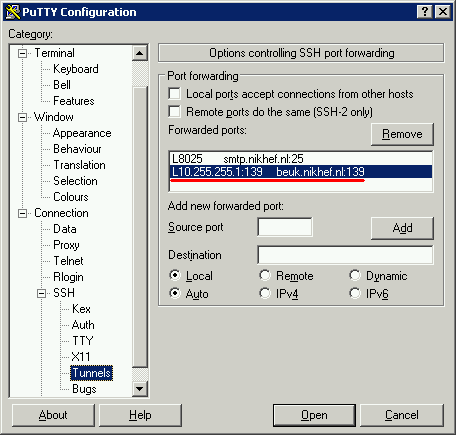 PuTTY Configuration
Category:
Terminal
Keyboard
Bell
Features
Window
Appearance
Behaviour
Translation
Selection
Colours
Connection
Data
Proxy
Telnet
Rlogin
SSH
Kex
Auth
TTY
X11
Tunnels
Bugs
Options controlling SSH port forwarding
Port forwarding
Local ports accept connections from other hosts
Remote ports do the same (SSH-2 only)
Forwarded ports:
Remove
L8025 smtp.nikhef.nl:25
L10.255.255.1:139 beuk.nikhef.nl:139
Add new forwarded port:
Source port
Add
Destination
Local Remote Dynamic
Auto IPv4 IPv6
About Help Open Cancel